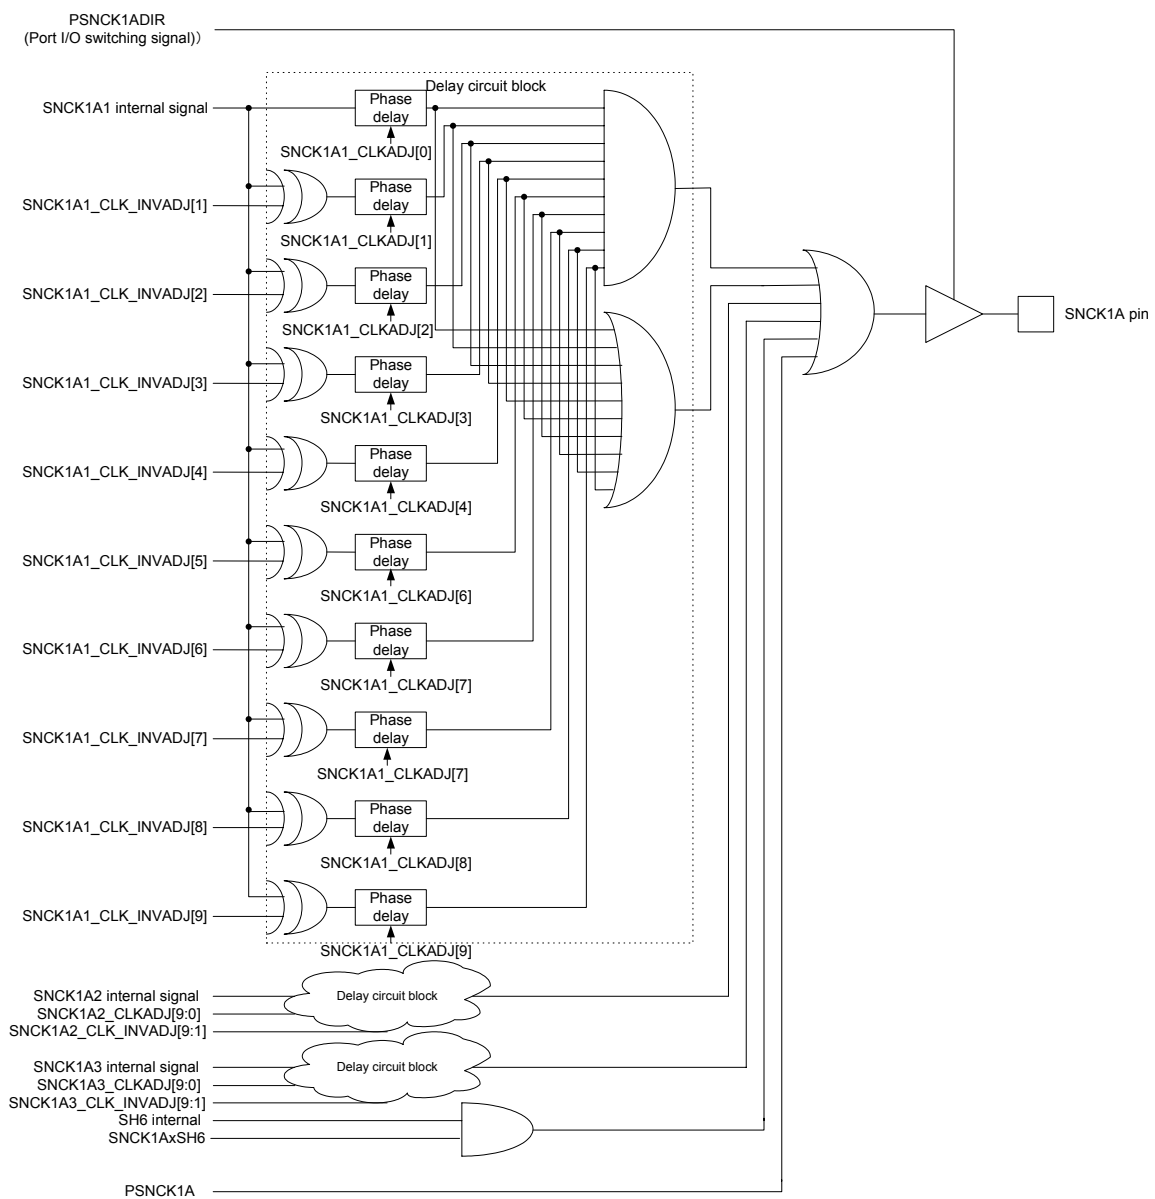 PSNCK1ADIR
(Port I/O switching signal)）
Delay circuit block
SNCK1A1 internal signal
Phase
delay
SNCK1A1_CLKADJ[0]
SNCK1A1_CLK_INVADJ[1]
Phase
delay
SNCK1A1_CLKADJ[1]
SNCK1A1_CLK_INVADJ[2]
Phase
delay
SNCK1A1_CLKADJ[2]
SNCK1A pin
SNCK1A1_CLK_INVADJ[3]
Phase
delay
SNCK1A1_CLKADJ[3]
SNCK1A1_CLK_INVADJ[4]
Phase
delay
SNCK1A1_CLKADJ[4]
SNCK1A1_CLK_INVADJ[5]
Phase
delay
SNCK1A1_CLKADJ[6]
SNCK1A1_CLK_INVADJ[6]
Phase
delay
SNCK1A1_CLKADJ[7]
SNCK1A1_CLK_INVADJ[7]
Phase
delay
SNCK1A1_CLKADJ[7]
SNCK1A1_CLK_INVADJ[8]
Phase
delay
SNCK1A1_CLKADJ[8]
SNCK1A1_CLK_INVADJ[9]
Phase
delay
SNCK1A1_CLKADJ[9]
SNCK1A2 internal signal
Delay circuit block
SNCK1A2_CLKADJ[9:0]
SNCK1A2_CLK_INVADJ[9:1]
SNCK1A3 internal signal
Delay circuit block
SNCK1A3_CLKADJ[9:0]
SNCK1A3_CLK_INVADJ[9:1]
SH6 internal
SNCK1AxSH6
PSNCK1A